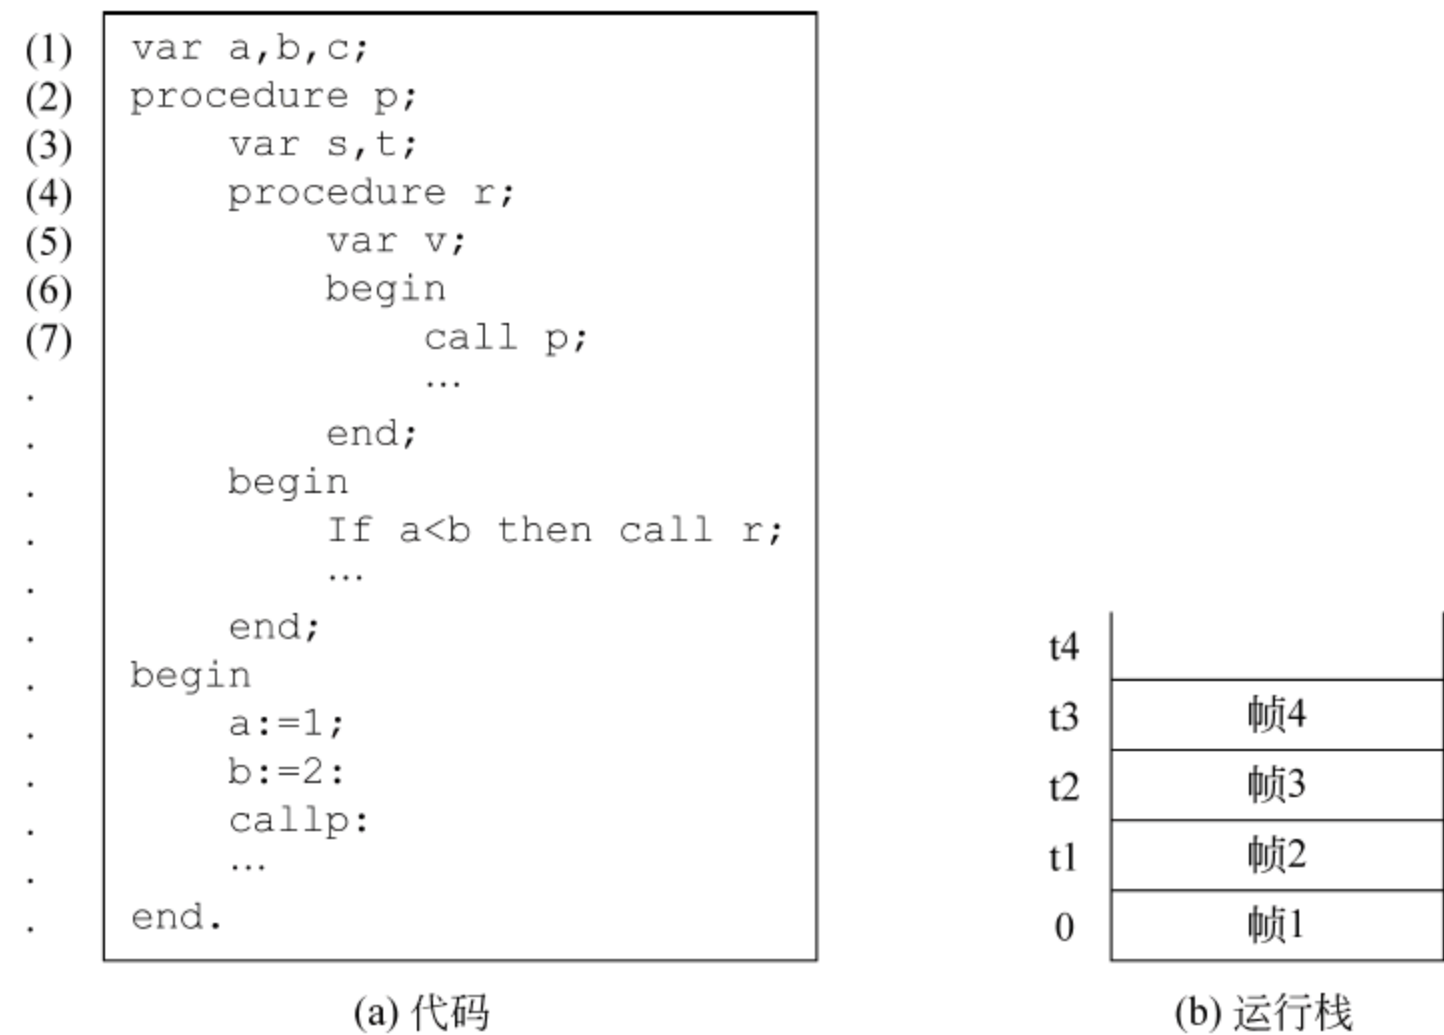 (1) var a,b,c;
(2) procedure p;
(3) var s,t;
(4) procedure r;
(5) var v;
(6) begin
(7) call p;
. …
. end;
. begin
. If a<b then call r;
. …
. end;
. begin
. a:=1;
. b:=2:
. callp:
. …
. end.
(a) 代码
t4
t3 帧4
t2 帧3
t1 帧2
0 帧1
(b) 运行栈